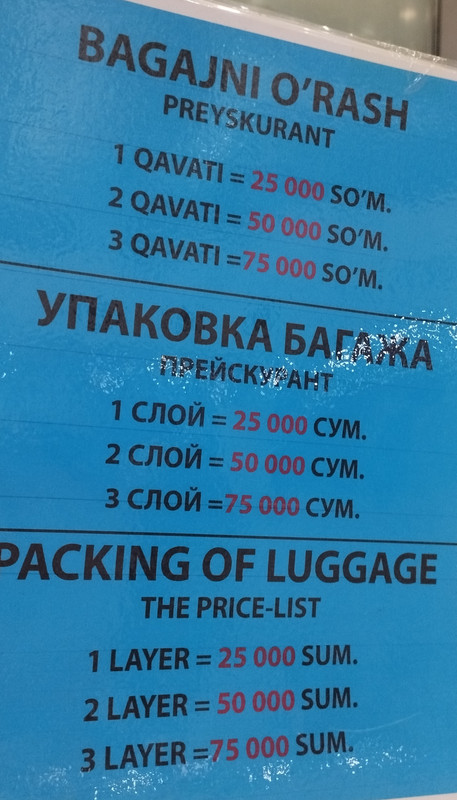 BAGAJNI O'RASH
PREYSKURANT
1 QAVATI = 25 000 SO'M.
2 QAVATI = 50 000 SO'M.
3 QAVATI =75 000 SO'M.
УПАКОВКА БАГАЖА
ПРЕЙСКУРАНТ
1 СЛОЙ = 25 000 СУМ.
2 СЛОЙ = 50 000 СУМ.
3 СЛОЙ =75 000 СУМ.
PACKING OF LUGGAGE
THE PRICE-LIST
1 LAYER = 25 000 SUM.
2 LAYER = 50 000 SUM.
3 LAYER =75 000 SUM.